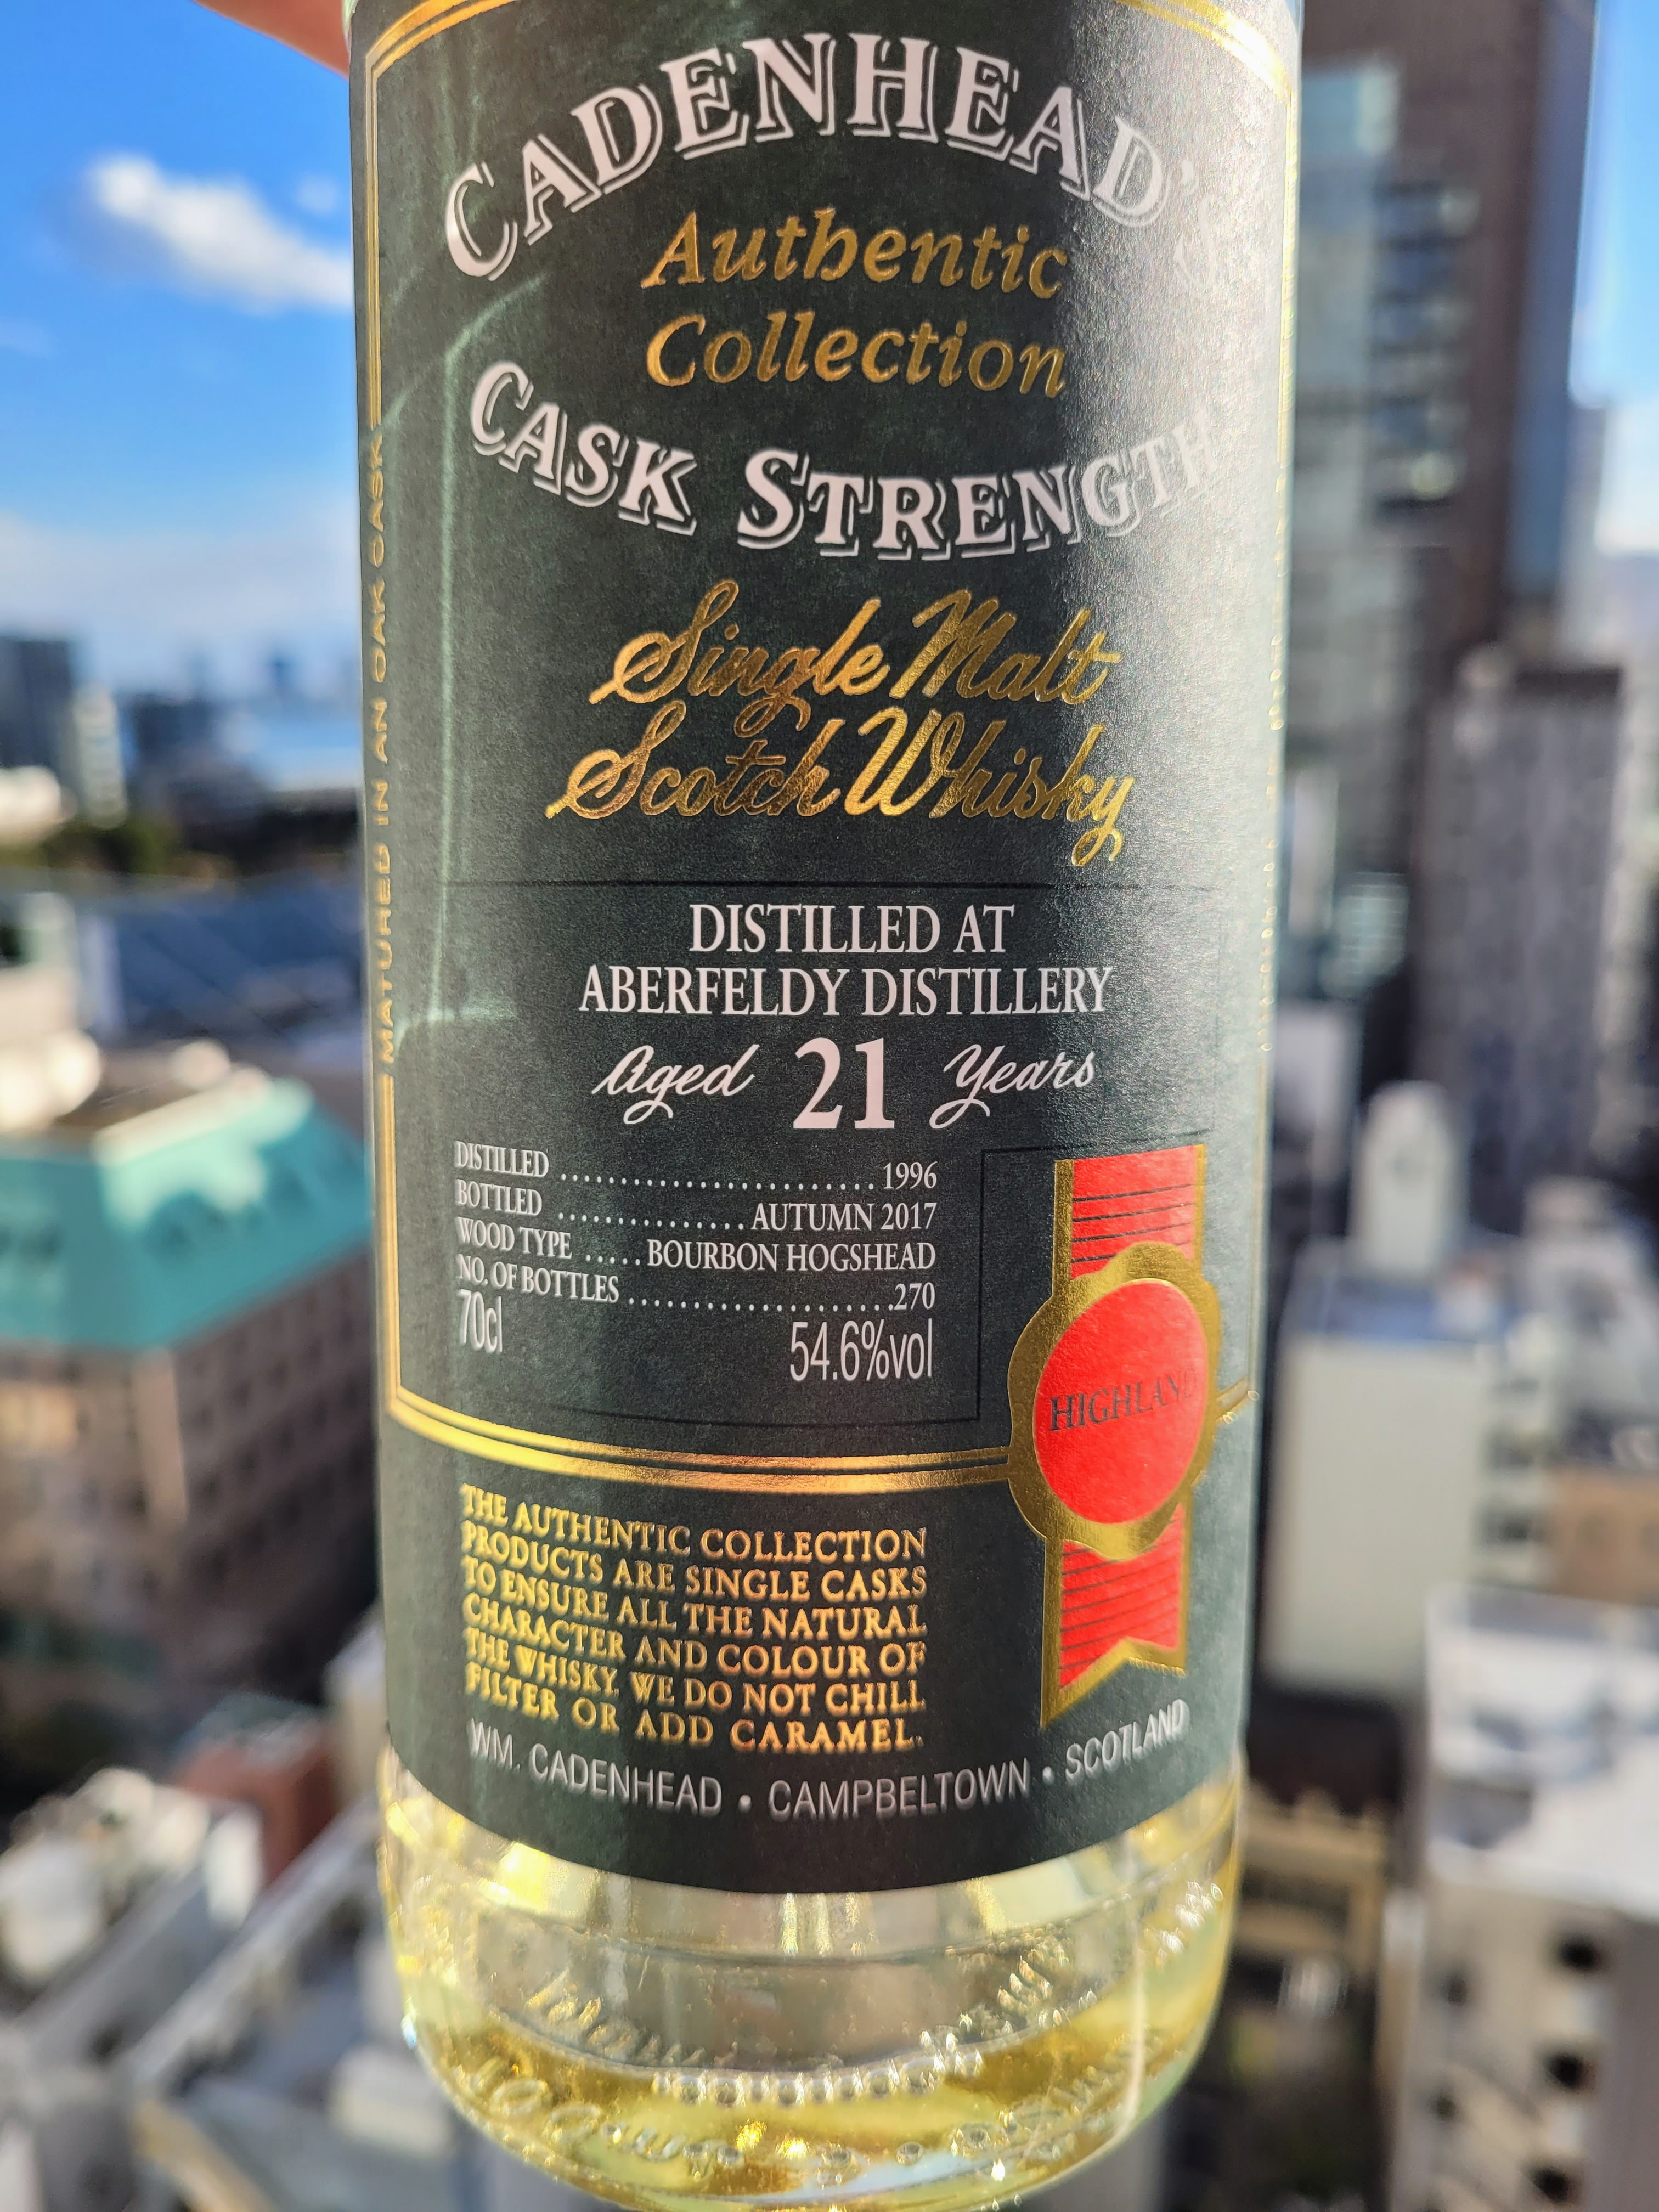 CADENHEAD'S
Authentic
Collection
CASK STRENGTH
Single Malt
Scotch Whisky
DISTILLED AT
ABERFELDY DISTILLERY
Aged 21 Years
DISTILLED ........................ 1996
BOTTLED ............... AUTUMN 2017
WOOD TYPE ..... BOURBON HOGSHEAD
NO. OF BOTTLES .....................270
70cl 54.6%vol
HIGHLAND
THE AUTHENTIC COLLECTION
PRODUCTS ARE SINGLE CASKS
TO ENSURE ALL THE NATURAL
CHARACTER AND COLOUR OF
THE WHISKY. WE DO NOT CHILL
FILTER OR ADD CARAMEL.
WM. CADENHEAD • CAMPBELTOWN • SCOTLAND
MATURED IN AN OAK CASK